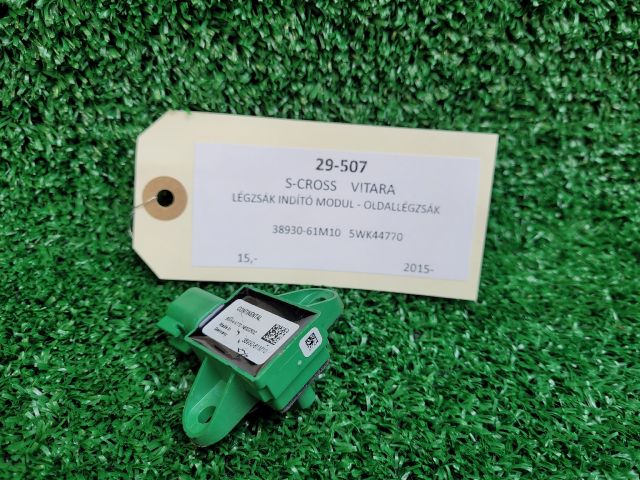 29-507
S-CROSS VITARA
LÉGZSÁK INDÍTÓ MODUL - OLDALLÉGZSÁK
38930-61M10 5WK44770
15,-
2015-
CONTINENTAL